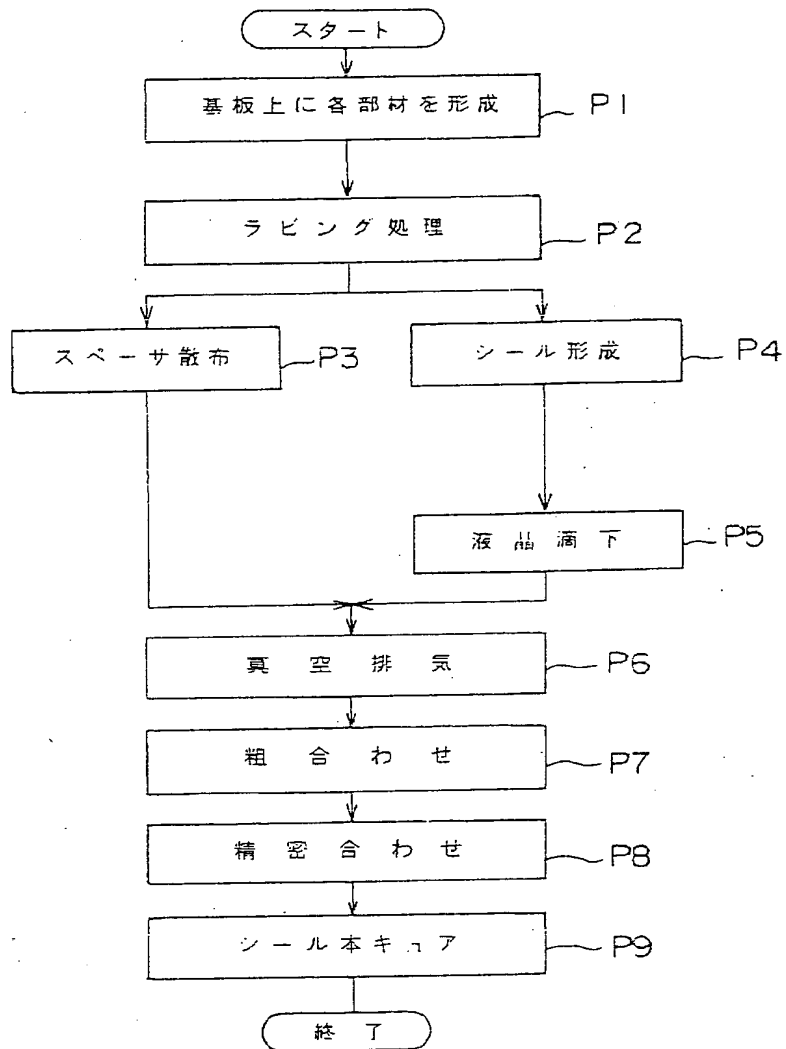 スタート
基板上に各部材を形成 P1
ラビング処理 P2
スペーサ散布 P3
シール形成 P4
液晶滴下 P5
真空排気 P6
粗合わせ P7
精密合わせ P8
シール本キュア P9
終了